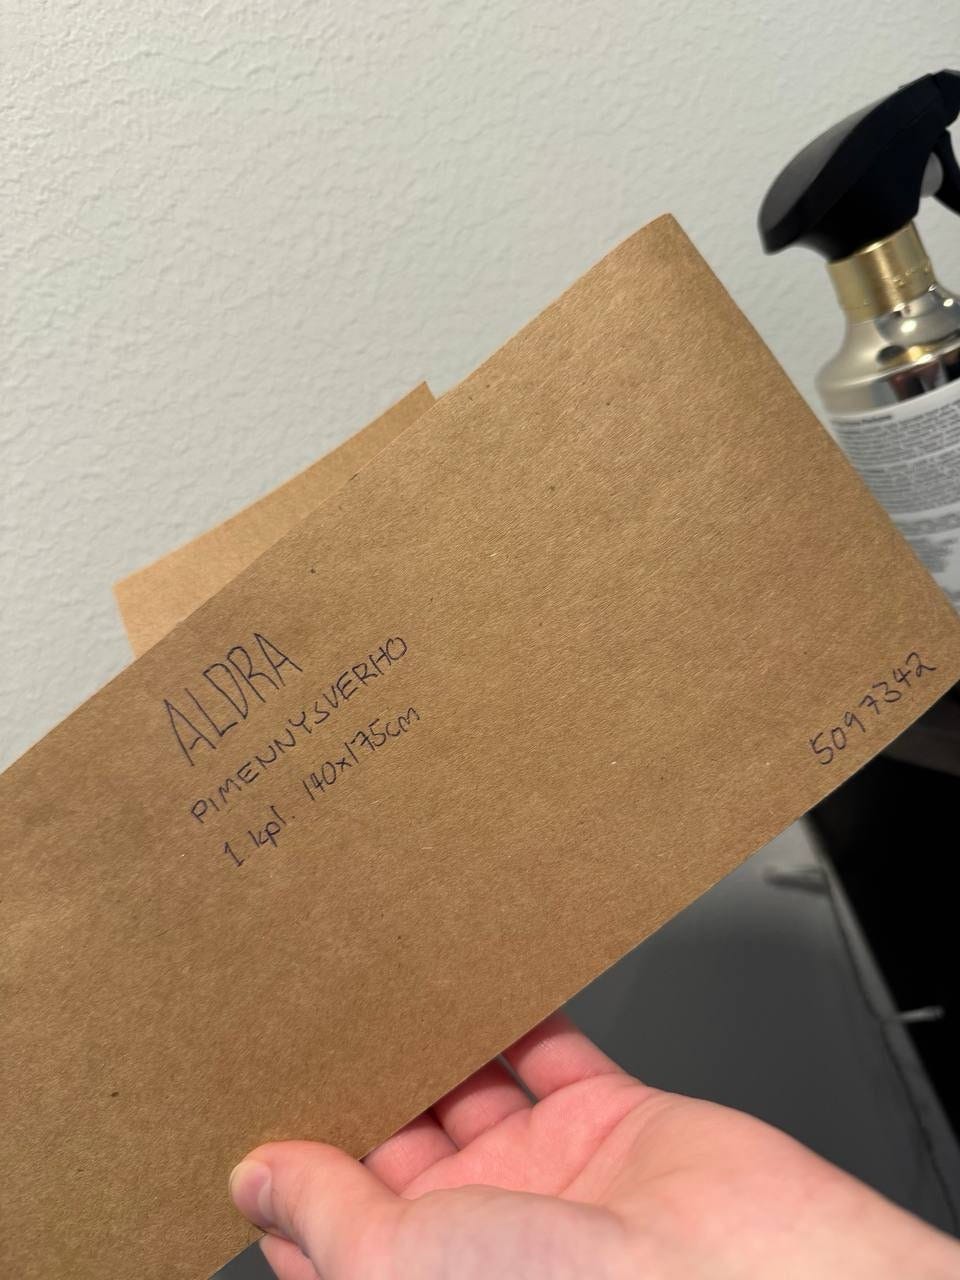 ALDRA
PIMENNYSVERHO
1 kpl. 140x175cm
5097342